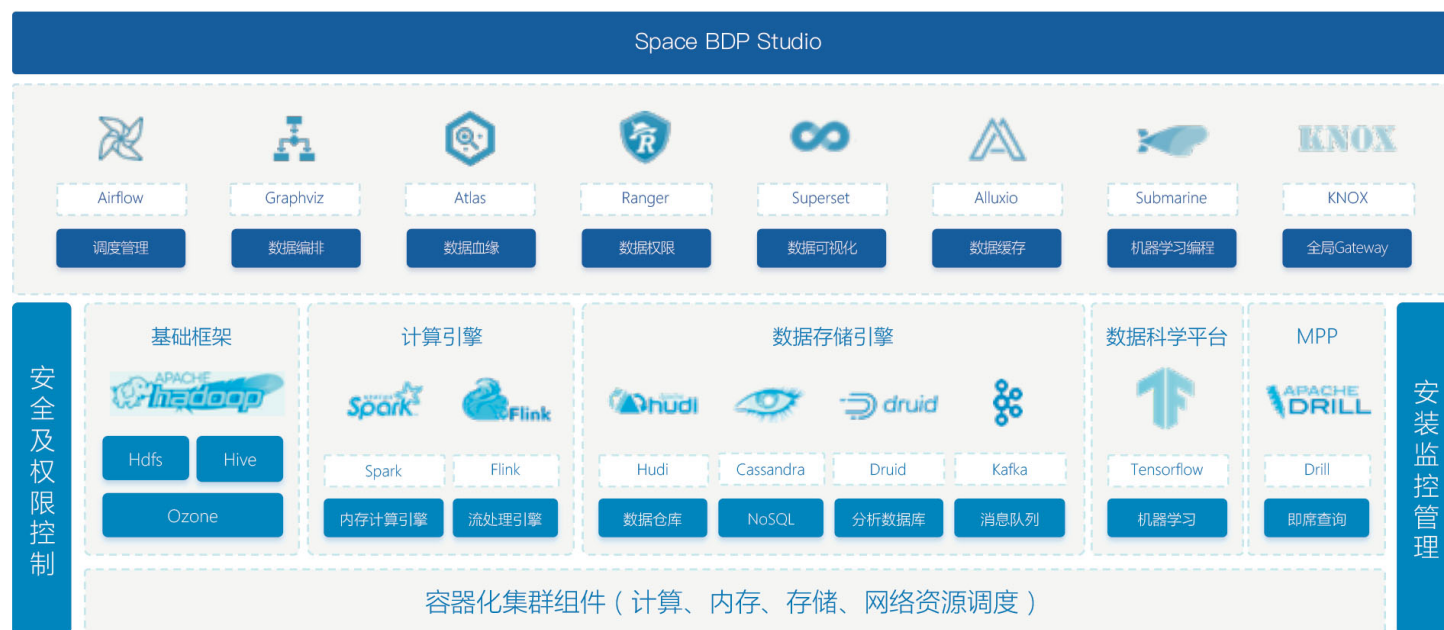 Space BDP Studio
KNOX
Airflow
Graphviz
Atlas
Ranger
Superset
Alluxio
Submarine
KNOX
调度管理
数据编排
数据血缘
数据权限
数据可视化
数据缓存
机器学习编程
全局Gateway
安全及权限控制
基础框架
APACHE
hadoop
Hdfs
Hive
Ozone
计算引擎
Spark
Flink
Spark
Flink
内存计算引擎
流处理引擎
数据存储引擎
hudi
druid
Hudi
Cassandra
Druid
Kafka
数据仓库
NoSQL
分析数据库
消息队列
数据科学平台
Tensorflow
机器学习
MPP
APACHE
DRILL
Drill
即席查询
安装监控管理
容器化集群组件（计算、内存、存储、网络资源调度）